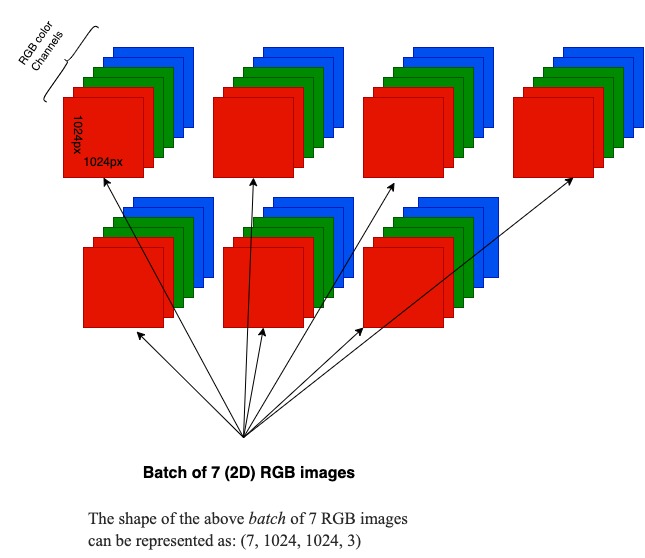 RGB color
Channels
1024px
1024px
Batch of 7 (2D) RGB images
The shape of the above batch of 7 RGB images
can be represented as: (7, 1024, 1024, 3)